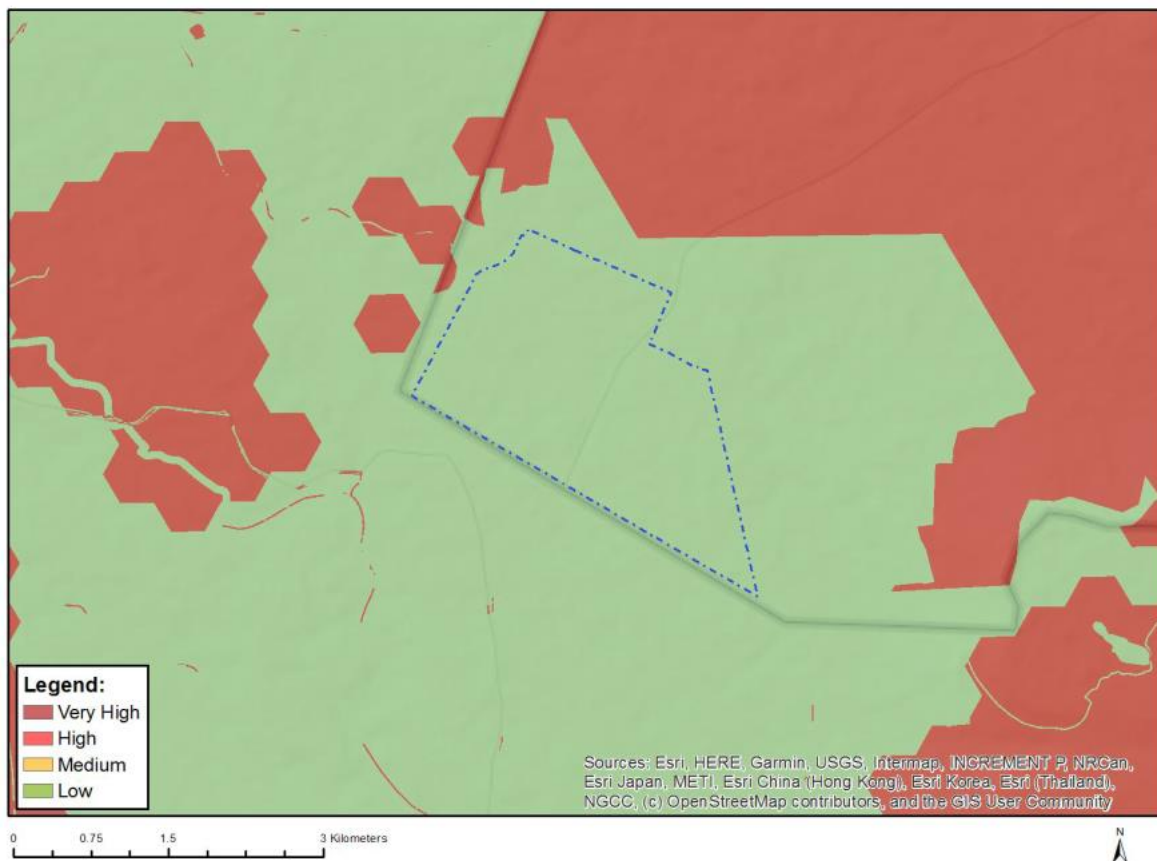 Legend:
Very High
High
Medium
Low
Sources: Esri, HERE, Garmin, USGS, Intermap, INCREMENT P, NRCan,
Esri Japan, METI, Esri China (Hong Kong), Esri Korea, Esri (Thailand),
NGCC, (c) OpenStreetMap contributors, and the GIS User Community
0 0.75 1.5 3 Kilometers
N